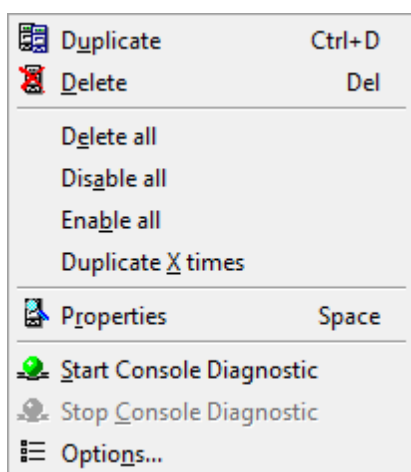 Duplicate Ctrl+D
Delete Del
Delete all
Disable all
Enable all
Duplicate X times
Properties Space
Start Console Diagnostic
Stop Console Diagnostic
Options...